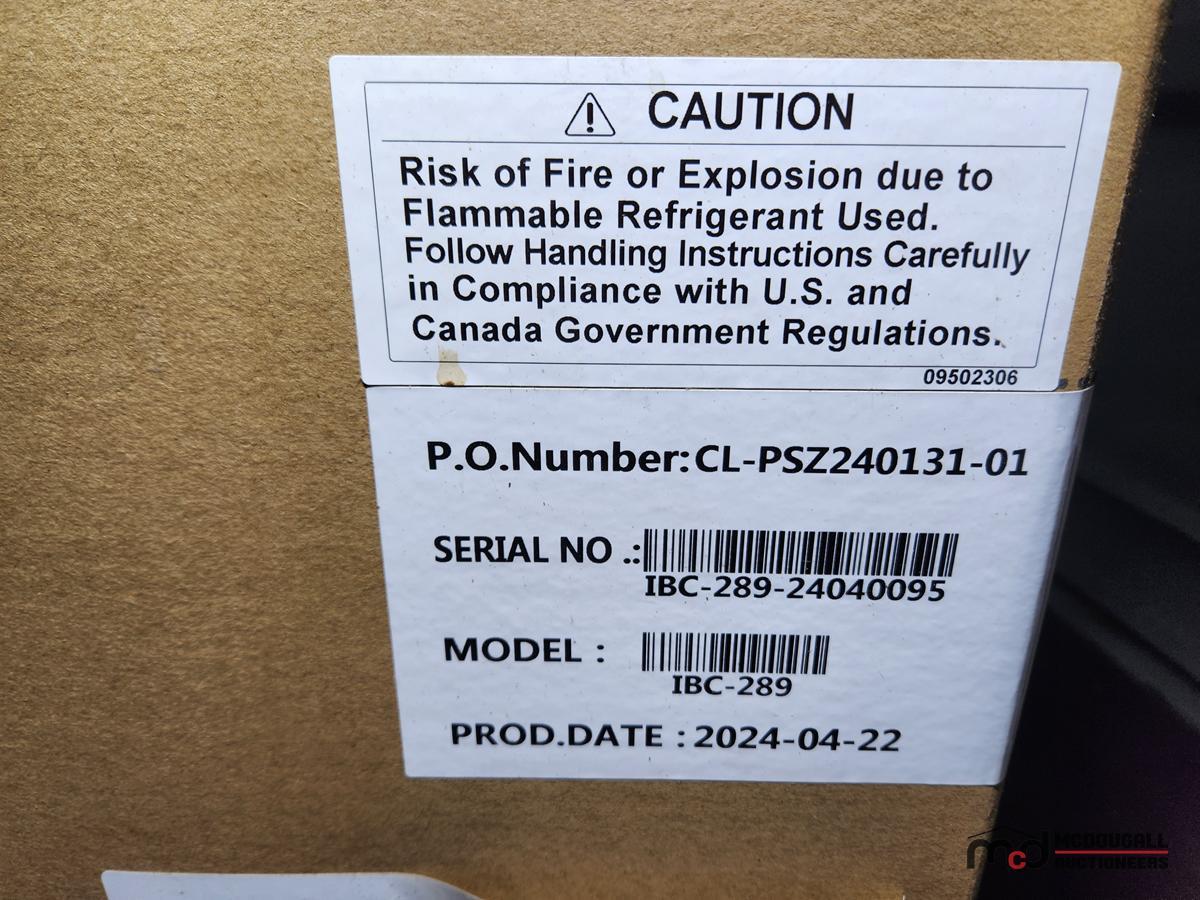 CAUTION
Risk of Fire or Explosion due to
Flammable Refrigerant Used.
Follow Handling Instructions Carefully
in Compliance with U.S. and
Canada Government Regulations.
09502306
P.O.Number:CL-PSZ240131-01
SERIAL NO .:
IBC-289-24040095
MODEL :
IBC-289
PROD.DATE :2024-04-22
mcd MCDOUGALL
AUCTIONEERS